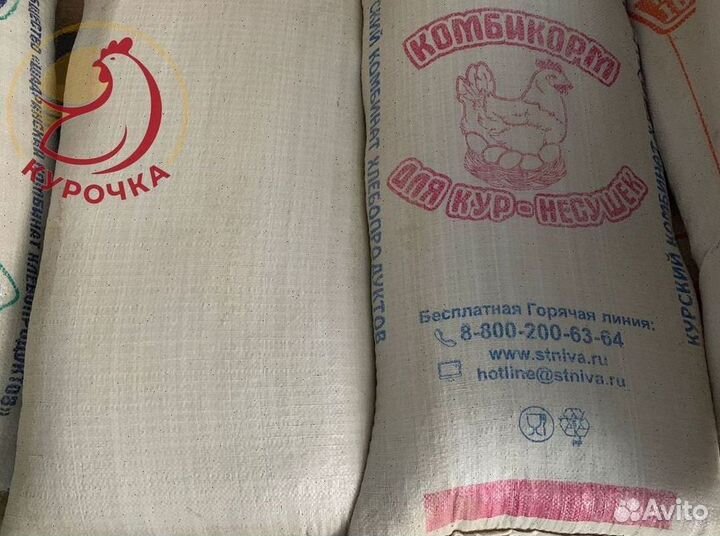 КУРОЧКА
КОМБИНАТ ХЛЕБОПРОДУКТОВ
КОМБИКОРМ
ДЛЯ КУР-НЕСУШЕК
Бесплатная Горячая линия:
8-800-200-63-64
www.stniva.ru
hotline@stniva.ru
КУРСКИЙ КОМБИНАТ
Avito